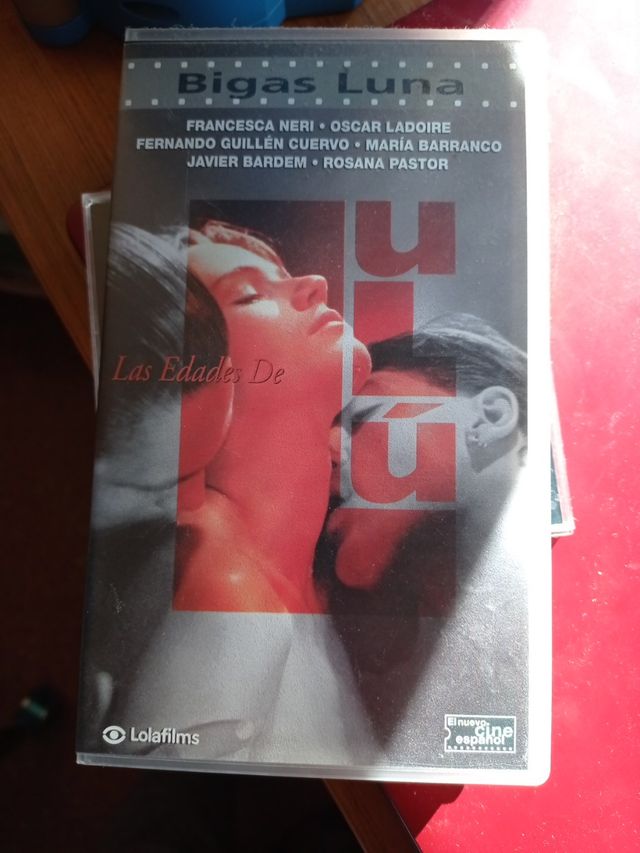 Bigas Luna
FRANCESCA NERI • OSCAR LADOIRE
FERNANDO GUILLÉN CUERVO • MARÍA BARRANCO
JAVIER BARDEM • ROSANA PASTOR
Las Edades De
LuLú
Lolafilms
El nuevo
cine
español